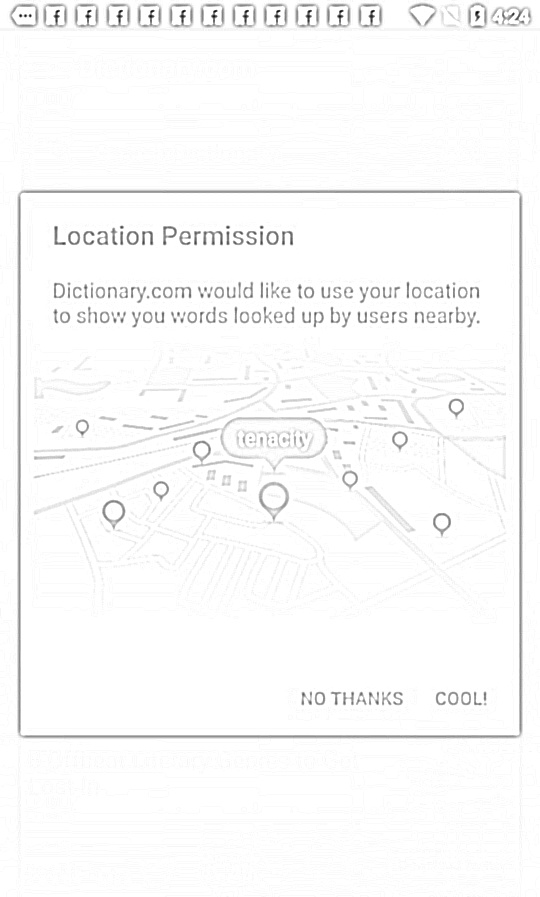 4:24
Location Permission
Dictionary.com would like to use your location
to show you words looked up by users nearby.
tenacity
NO THANKS COOL!